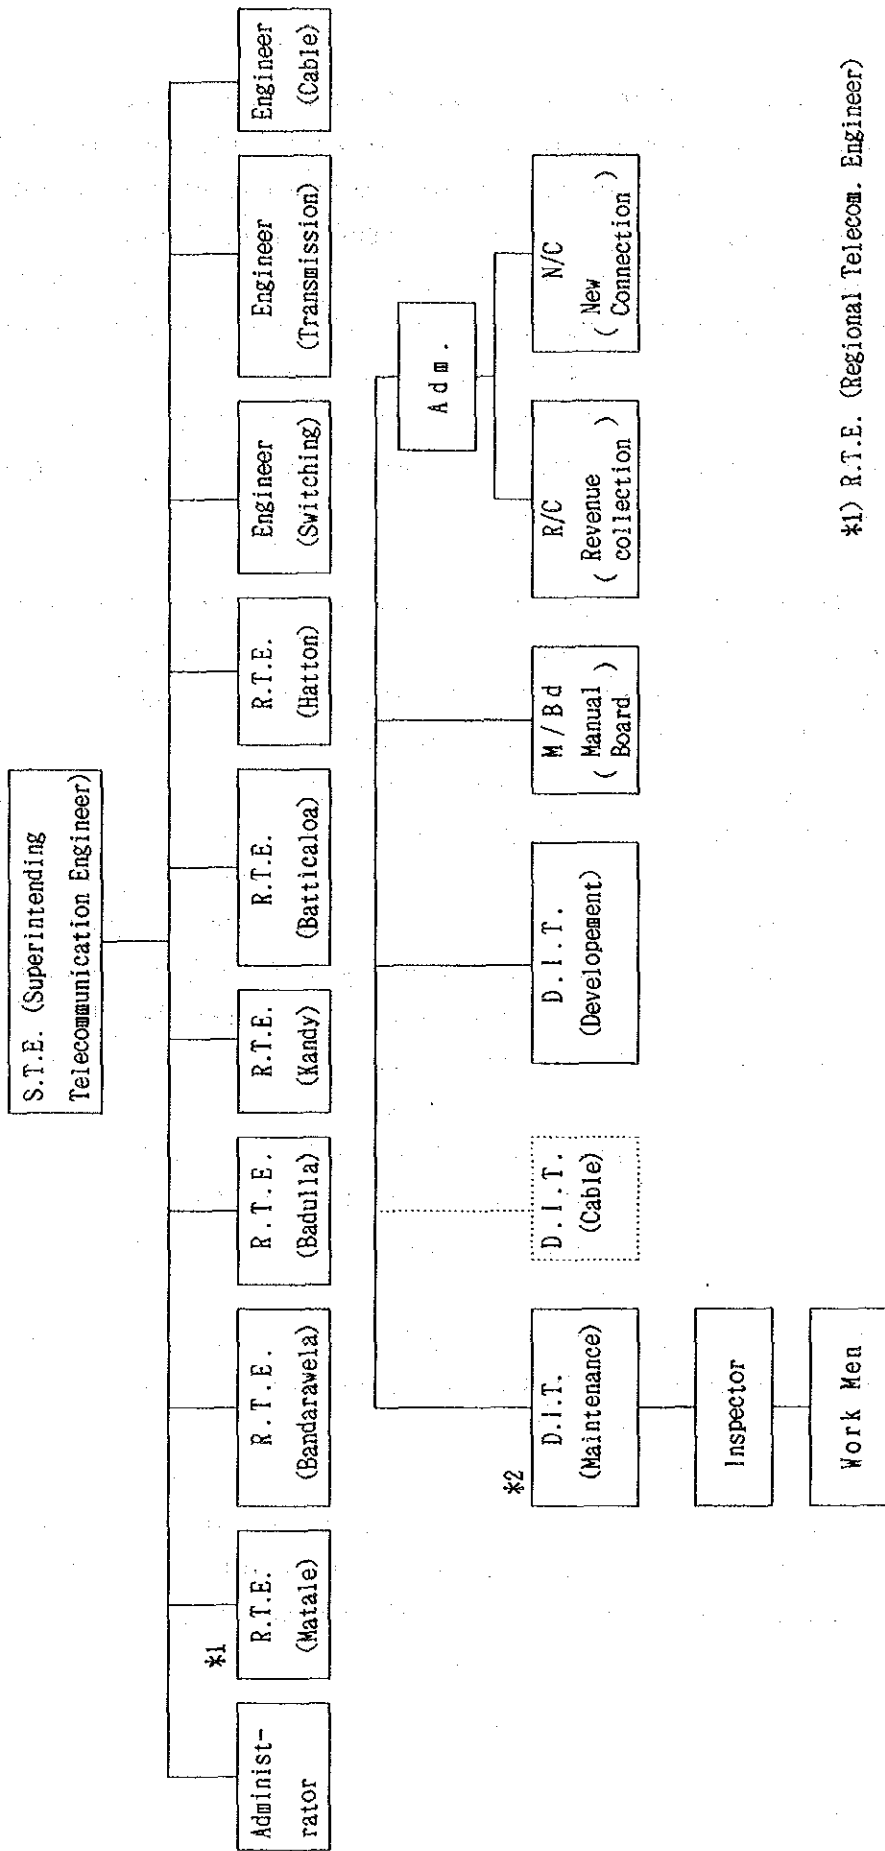 S.T.E. (Superintending
Telecommunication Engineer)
Administ-
rator
*1
R.T.E.
(Matale)
R.T.E.
(Bandarawela)
R.T.E.
(Badulla)
R.T.E.
(Kandy)
R.T.E.
(Batticaloa)
R.T.E.
(Hatton)
Engineer
(Switching)
Engineer
(Transmission)
Engineer
(Cable)
Adm.
*2
D.I.T.
(Maintenance)
D.I.T.
(Cable)
D.I.T.
(Developement)
M/Bd
( Manual
Board )
R/C
( Revenue
collection )
N/C
( New
Connection )
Inspector
Work Men
*1) R.T.E. (Regional Telecom. Engineer)